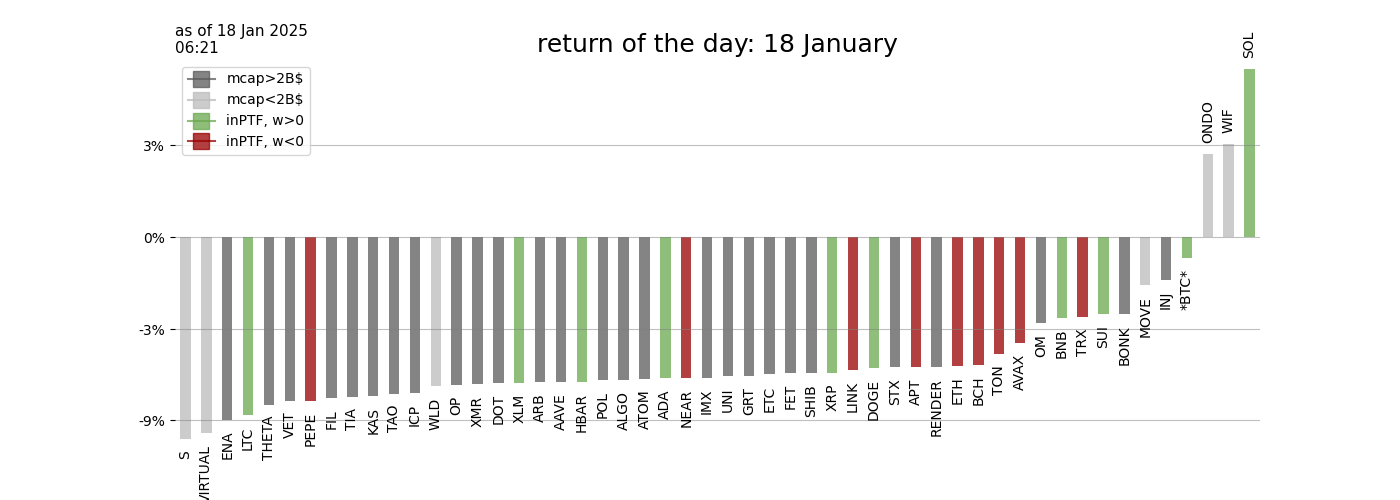 as of 18 Jan 2025
06:21
return of the day: 18 January
mcap>2B$
mcap<2B$
inPTF, w>0
inPTF, w<0
3%
0%
-3%
-9%
S
VIRTUAL
ENA
LTC
THETA
VET
PEPE
FIL
TIA
KAS
TAO
ICP
WLD
OP
XMR
DOT
XLM
ARB
AAVE
HBAR
POL
ALGO
ATOM
ADA
NEAR
IMX
UNI
GRT
ETC
FET
SHIB
XRP
LINK
DOGE
STX
APT
RENDER
ETH
BCH
TON
AVAX
OM
BNB
TRX
SUI
BONK
MOVE
INJ
*BTC*
ONDO
WIF
SOL